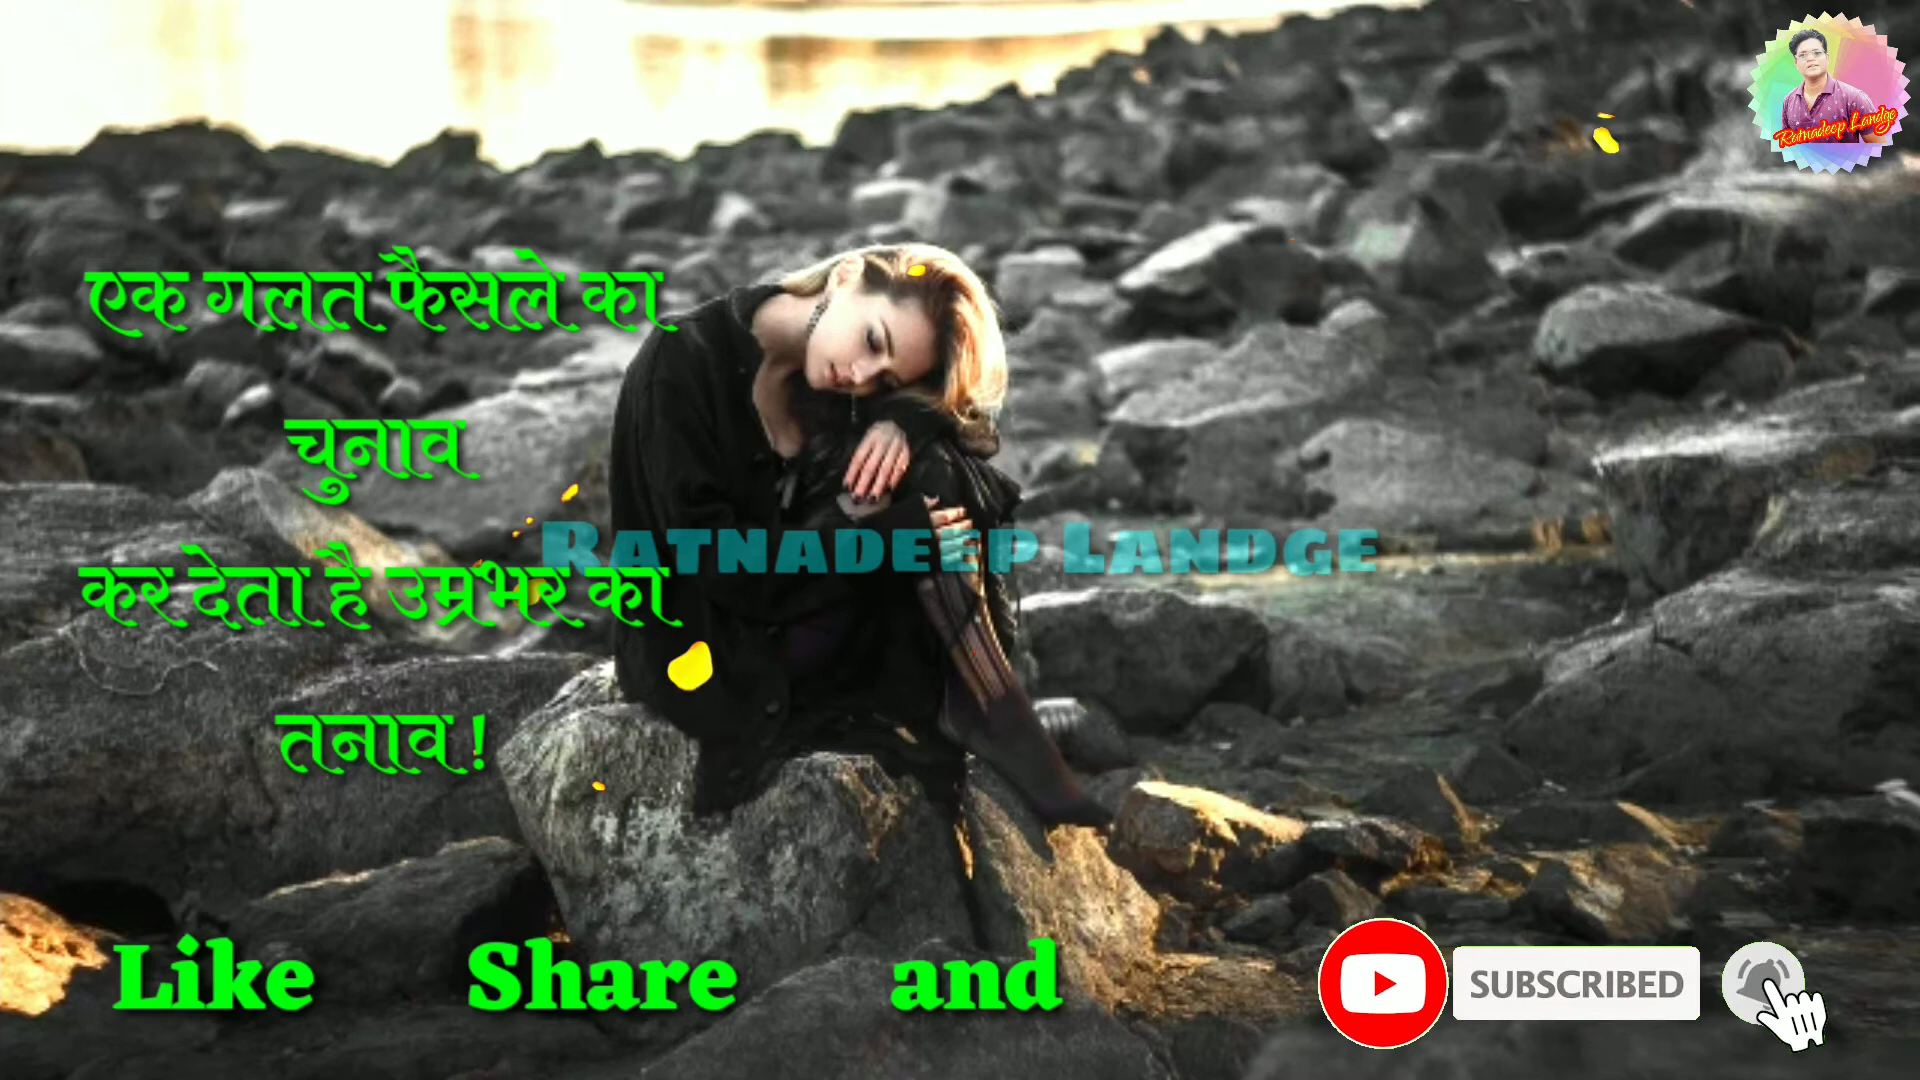 Ratnadeep Landge
एक गलत फैसले का
चुनाव
RATNADEEP LANDGE
कर देता है उम्रभर का
तनाव !
Like Share and
SUBSCRIBED